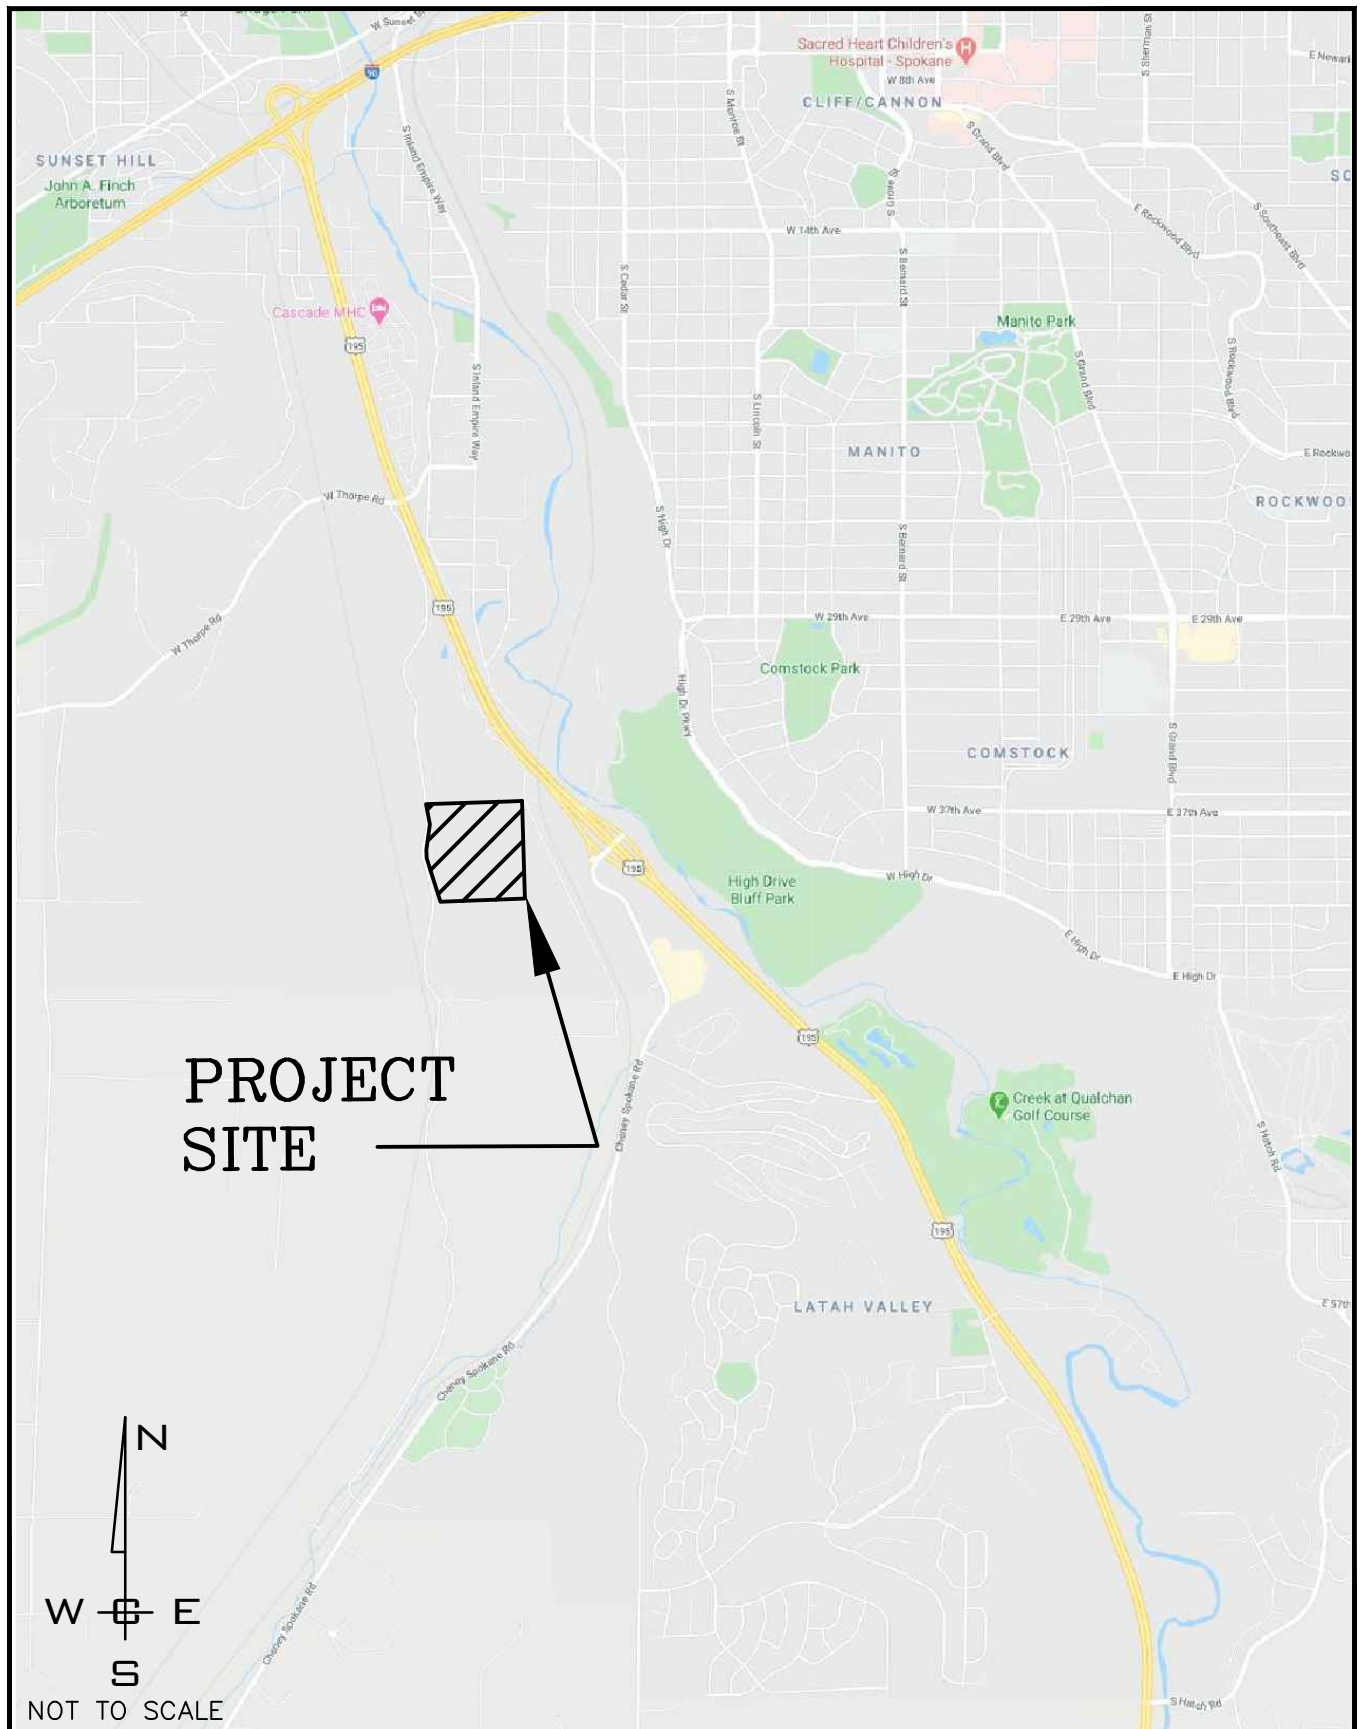 W Sunset
90
Sacred Heart Children's
Hospital - Spokane
W 8th Ave
CLIFF/CANNON
S Sherman St
E Newark
S Monroe St
S Inland Empire Way
S Grand Blvd
SUNSET HILL
John A. Finch
Arboretum
S Grove St
E Rockwood Blvd
S Southeast Blvd
W 14th Ave
S Cedar St
S Bernard St
Cascade MHC
195
Manito Park
S Inland Empire Way
S Lincoln St
S Grand Blvd
S Rockwood Blvd
MANITO
E Rockwo
ROCKWOO
W Thorpe Rd
S High Dr
S Bernard St
195
W Thorpe Rd
W 29th Ave
E 29th Ave
E 29th Ave
Comstock Park
High Dr Pkwy
COMSTOCK
S Grand Blvd
W 37th Ave
E 37th Ave
195
High Drive
Bluff Park
W High Dr
E High Dr
E High Dr
195
PROJECT
SITE
Cheney Spokane Rd
Creek at Qualchan
Golf Course
S Hatch Rd
195
LATAH VALLEY
E 57th
Cheney Spokane Rd
N
W E
S
NOT TO SCALE
Cheney Spokane Rd
S Hatch Rd